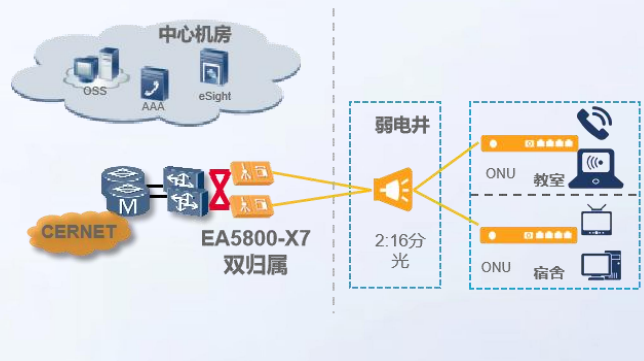 中心机房
OSS
AAA
eSight
弱电井
ONU
教室
M
CERNET
EA5800-X7
双归属
2:16分
光
ONU
宿舍